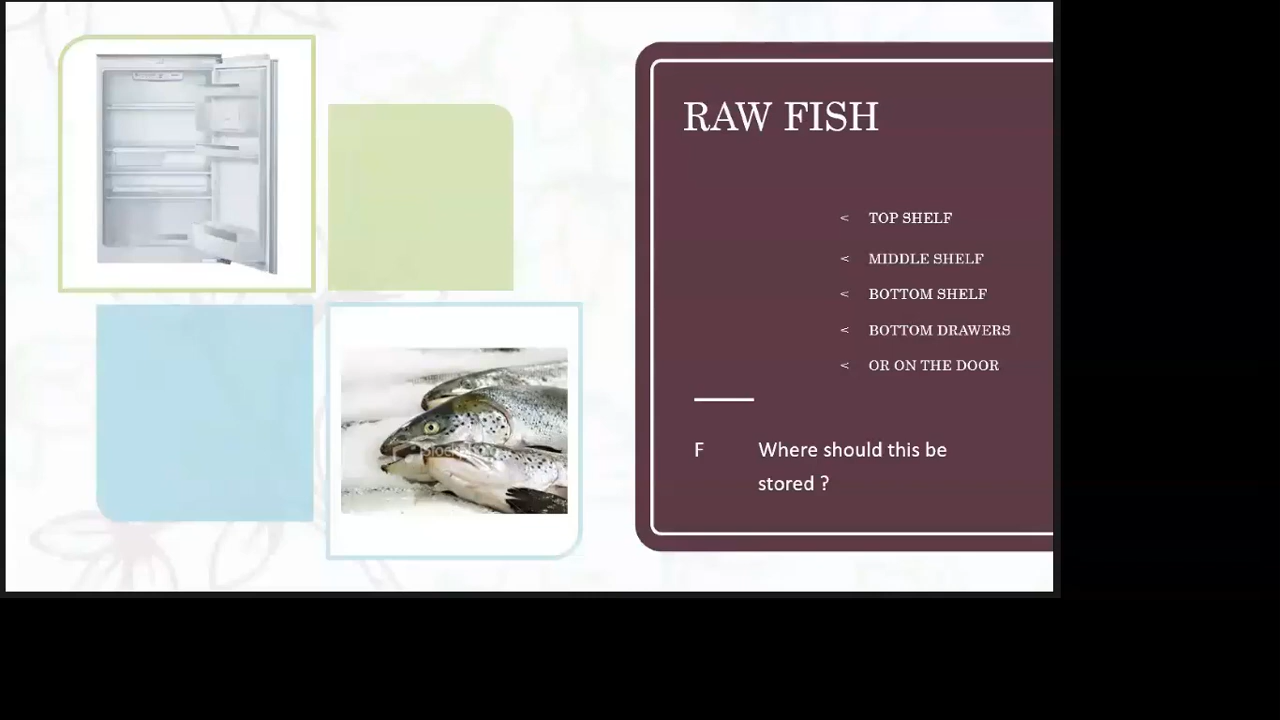 RAW FISH
< TOP SHELF
< MIDDLE SHELF
< BOTTOM SHELF
< BOTTOM DRAWERS
< OR ON THE DOOR
F Where should this be
stored ?